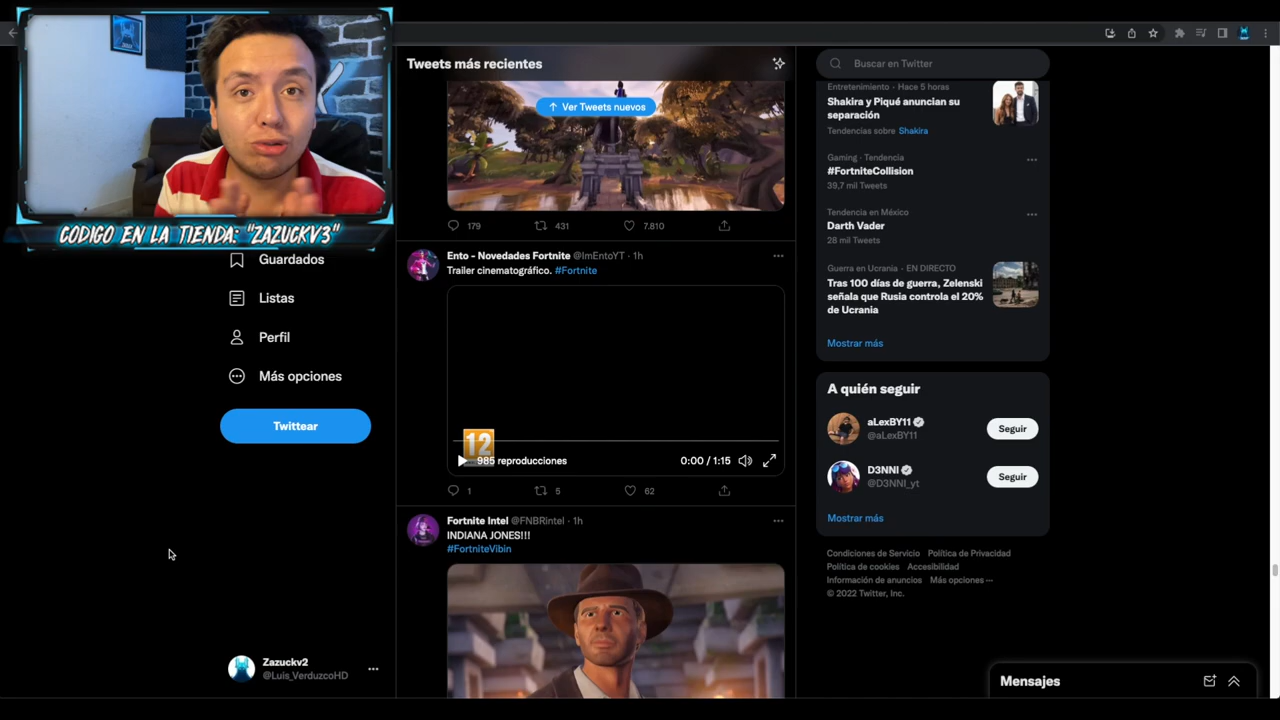 CODIGO EN LA TIENDA: "ZAZUCKV3"
Guardados
Listas
Perfil
Más opciones
Twittear
Zazuckv2
@Luis_VerduzcoHD
Tweets más recientes
Ver Tweets nuevos
179 431 7.810
Ento - Novedades Fortnite @ImEntoYT · 1h
Trailer cinematográfico. #Fortnite
12
985 reproducciones 0:00 / 1:15
1 5 62
Fortnite Intel @FNBRintel · 1h
INDIANA JONES!!!
#FortniteVibin
Buscar en Twitter
Entretenimiento · Hace 5 horas
Shakira y Piqué anuncian su
separación
Tendencias sobre Shakira
Gaming · Tendencia
#FortniteCollision
39,7 mil Tweets
Tendencia en México
Darth Vader
28 mil Tweets
Guerra en Ucrania · EN DIRECTO
Tras 100 días de guerra, Zelenski
señala que Rusia controla el 20%
de Ucrania
Mostrar más
A quién seguir
aLexBY11
@aLexBY11
Seguir
D3NNI
@D3NNI_yt
Seguir
Mostrar más
Condiciones de Servicio Política de Privacidad
Política de cookies Accesibilidad
Información de anuncios Más opciones ···
© 2022 Twitter, Inc.
Mensajes